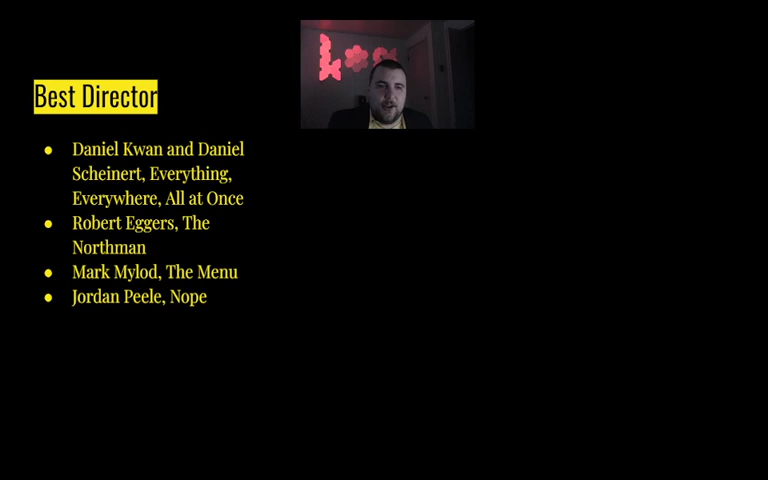 Best Director
● Daniel Kwan and Daniel
Scheinert, Everything,
Everywhere, All at Once
● Robert Eggers, The
Northman
● Mark Mylod, The Menu
● Jordan Peele, Nope